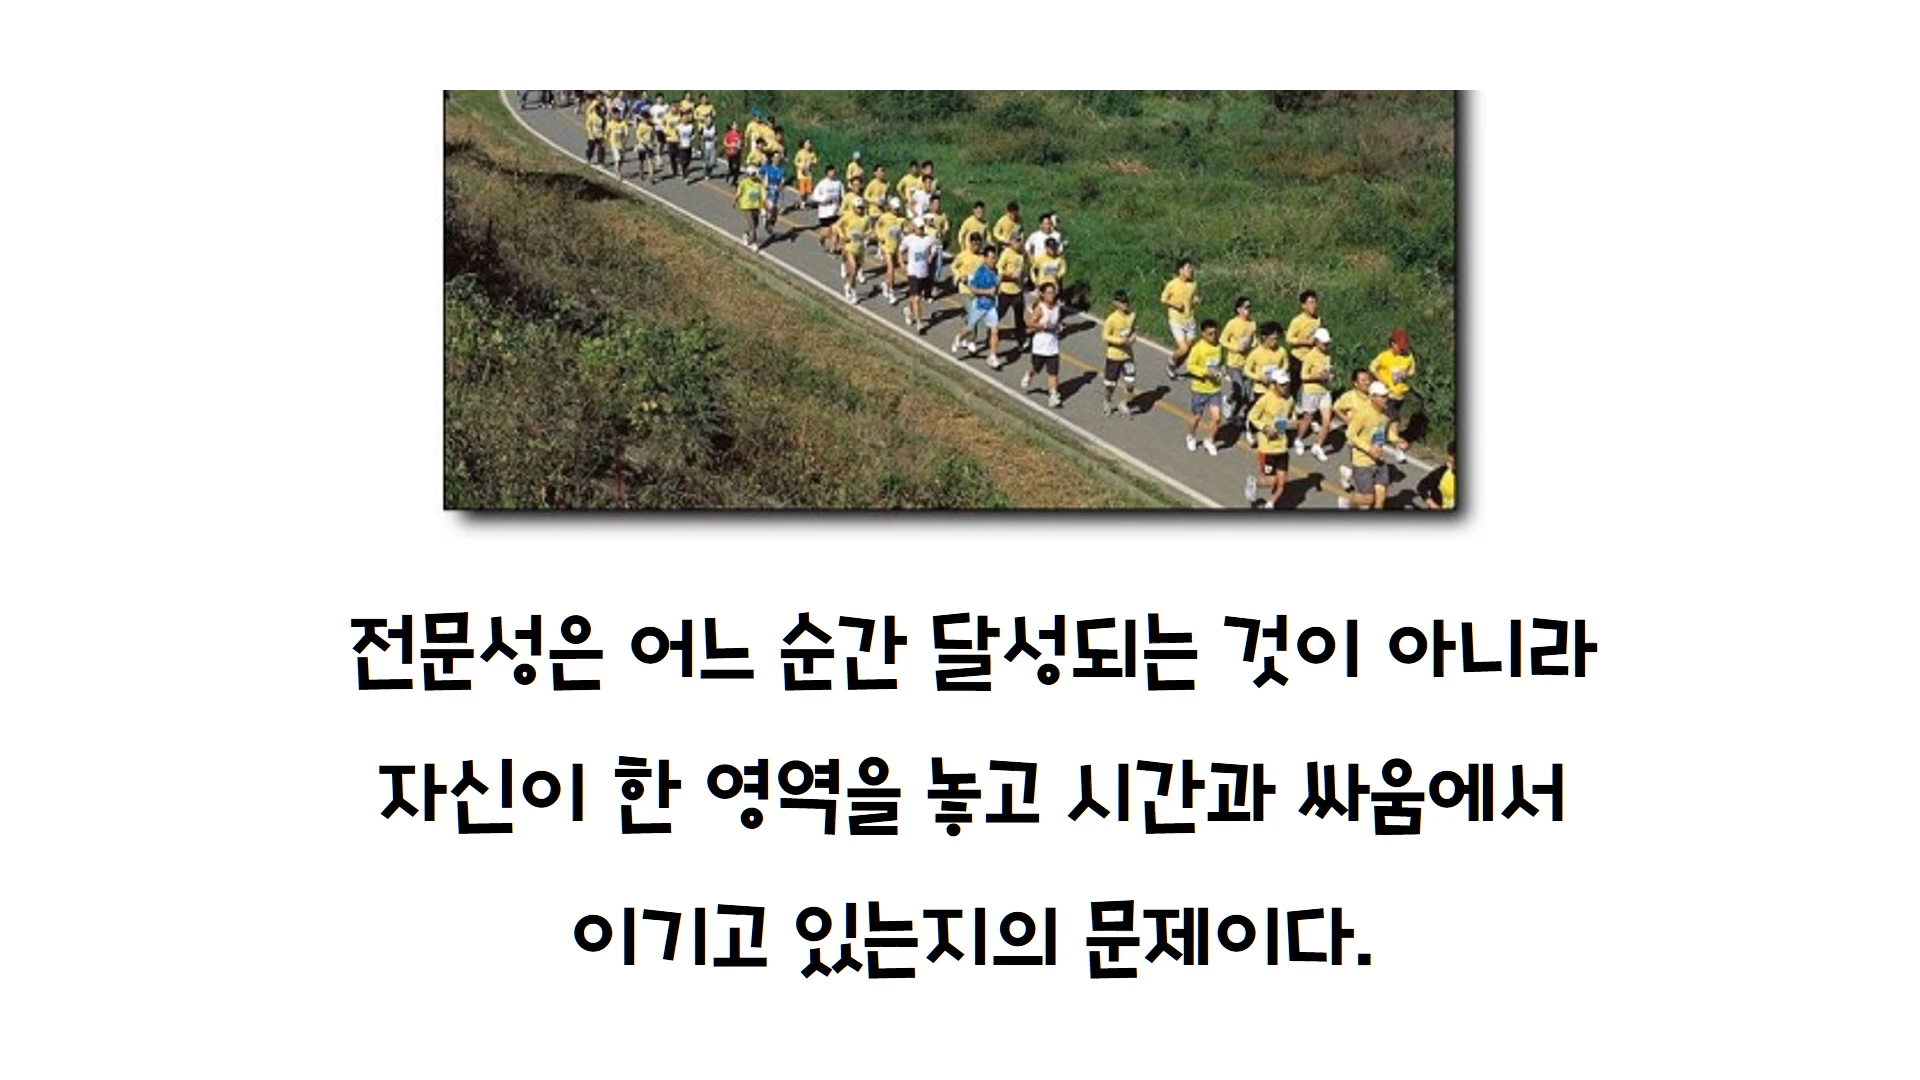 전문성은 어느 순간 달성되는 것이 아니라
자신이 한 영역을 놓고 시간과 싸움에서
이기고 있는지의 문제이다.